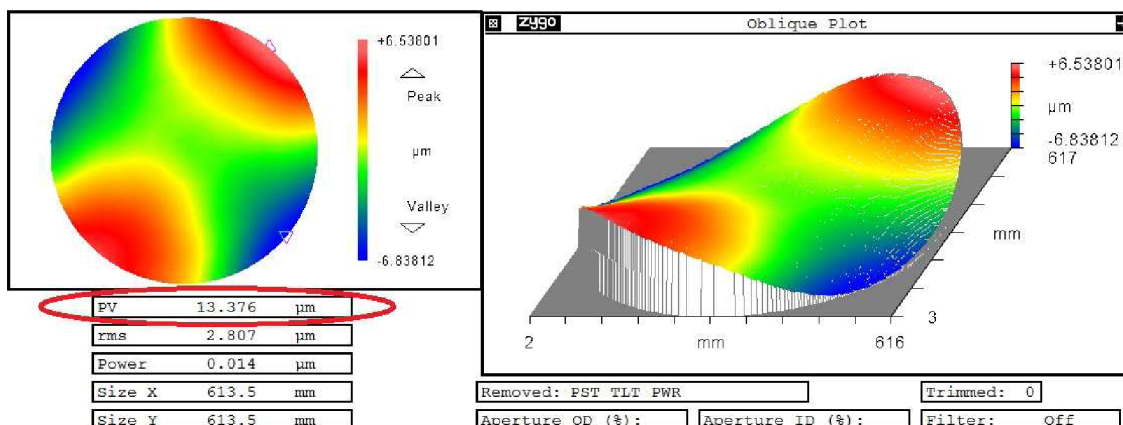 +6.53801
Peak
µm
Valley
-6.83812
PV 13.376 µm
rms 2.807 µm
Power 0.014 µm
Size X 613.5 mm
Size Y 613.5 mm
zygo Oblique Plot
+6.53801
µm
-6.83812
617
mm
3
2 mm 616
Removed: PST TLT PWR
Trimmed: 0
Aperture OD (%):
Aperture ID (%):
Filter: Off